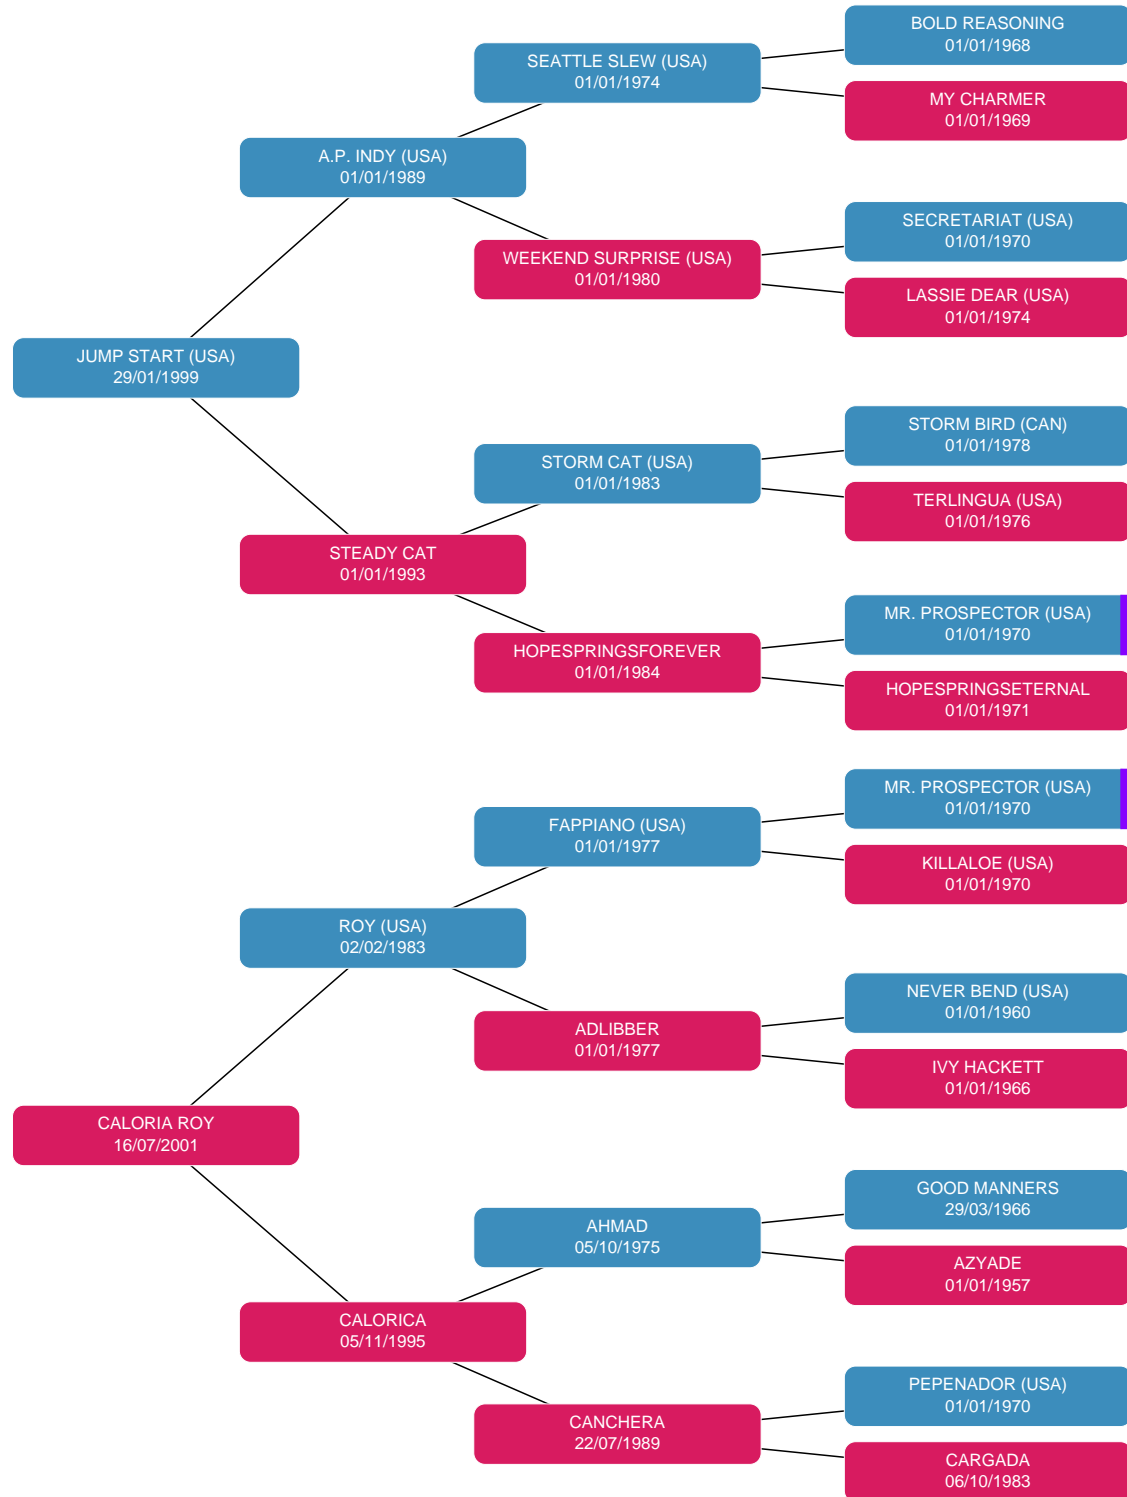 BOLD REASONING
01/01/1968
SEATTLE SLEW (USA)
01/01/1974
MY CHARMER
01/01/1969
A.P. INDY (USA)
01/01/1989
SECRETARIAT (USA)
01/01/1970
WEEKEND SURPRISE (USA)
01/01/1980
LASSIE DEAR (USA)
01/01/1974
JUMP START (USA)
29/01/1999
STORM BIRD (CAN)
01/01/1978
STORM CAT (USA)
01/01/1983
TERLINGUA (USA)
01/01/1976
STEADY CAT
01/01/1993
MR. PROSPECTOR (USA)
01/01/1970
HOPESPRINGSFOREVER
01/01/1984
HOPESPRINGSETERNAL
01/01/1971
MR. PROSPECTOR (USA)
01/01/1970
FAPPIANO (USA)
01/01/1977
KILLALOE (USA)
01/01/1970
ROY (USA)
02/02/1983
NEVER BEND (USA)
01/01/1960
ADLIBBER
01/01/1977
IVY HACKETT
01/01/1966
CALORIA ROY
16/07/2001
GOOD MANNERS
29/03/1966
AHMAD
05/10/1975
AZYADE
01/01/1957
CALORICA
05/11/1995
PEPENADOR (USA)
01/01/1970
CANCHERA
22/07/1989
CARGADA
06/10/1983